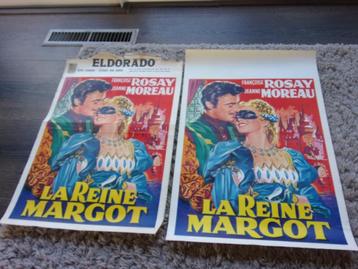 ELDORADO
FRANÇOISE
ROSAY
JEANNE
MOREAU
LA REINE
MARGOT
FRANÇOISE
ROSAY
JEANNE
MOREAU
LA REINE
MARGOT